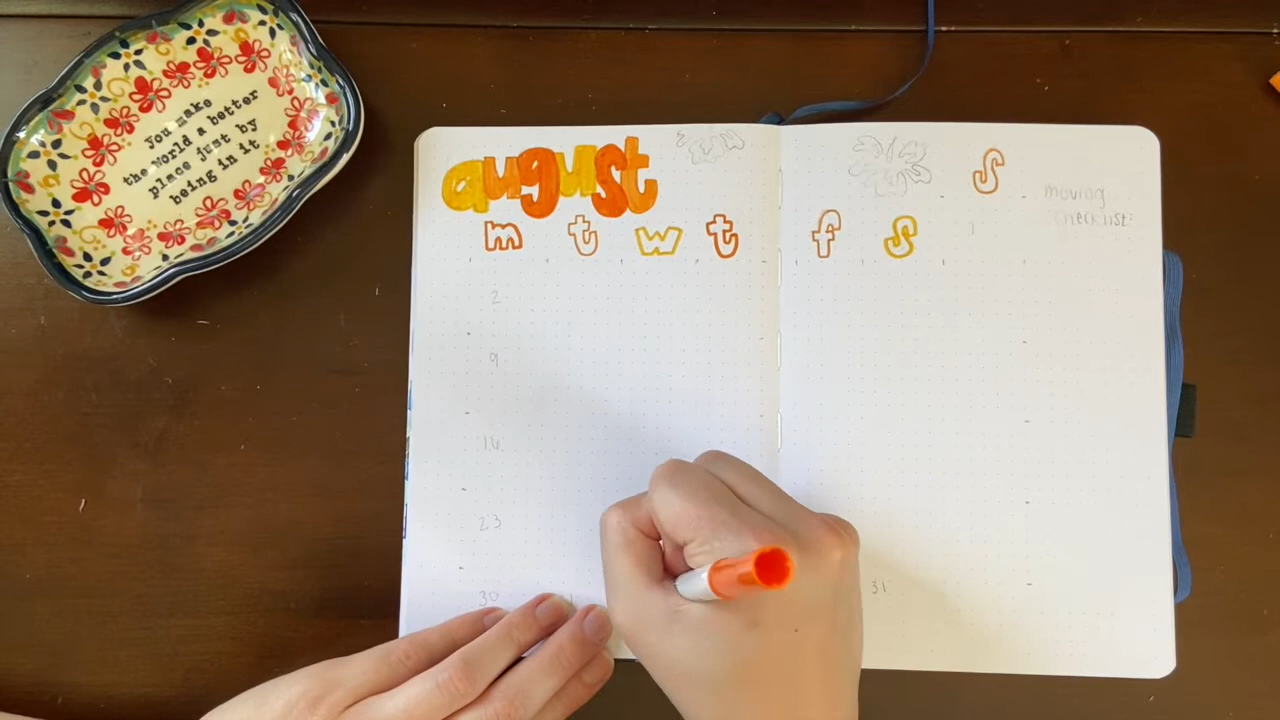 you make
the world a better
place just by
being in it
august
S
moving
checklist:
m t w t f s
1
2
9
16
23
30
31